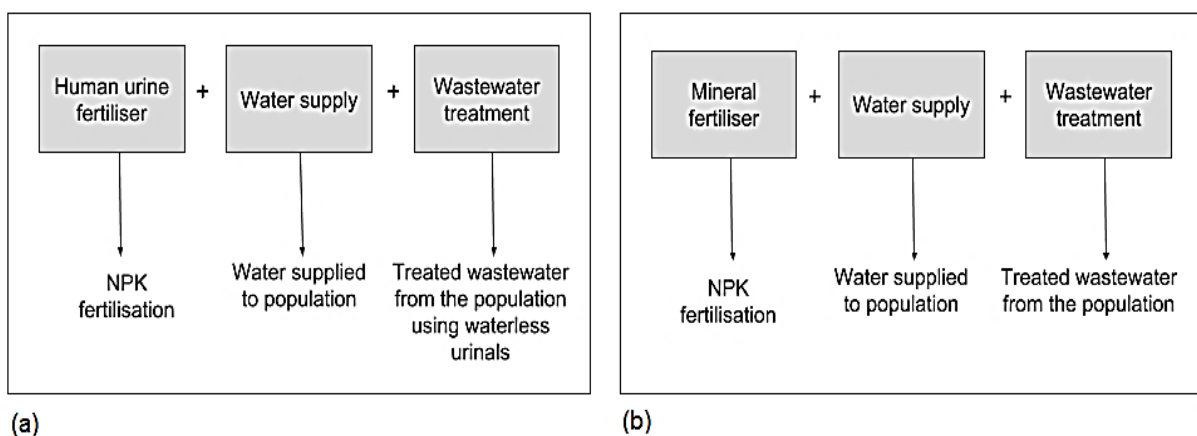 Human urine
fertiliser
+
Water supply
+
Wastewater
treatment
NPK
fertilisation
Water supplied
to population
Treated wastewater
from the population
using waterless
urinals
(a)
Mineral
fertiliser
+
Water supply
+
Wastewater
treatment
NPK
fertilisation
Water supplied
to population
Treated wastewater
from the population
(b)